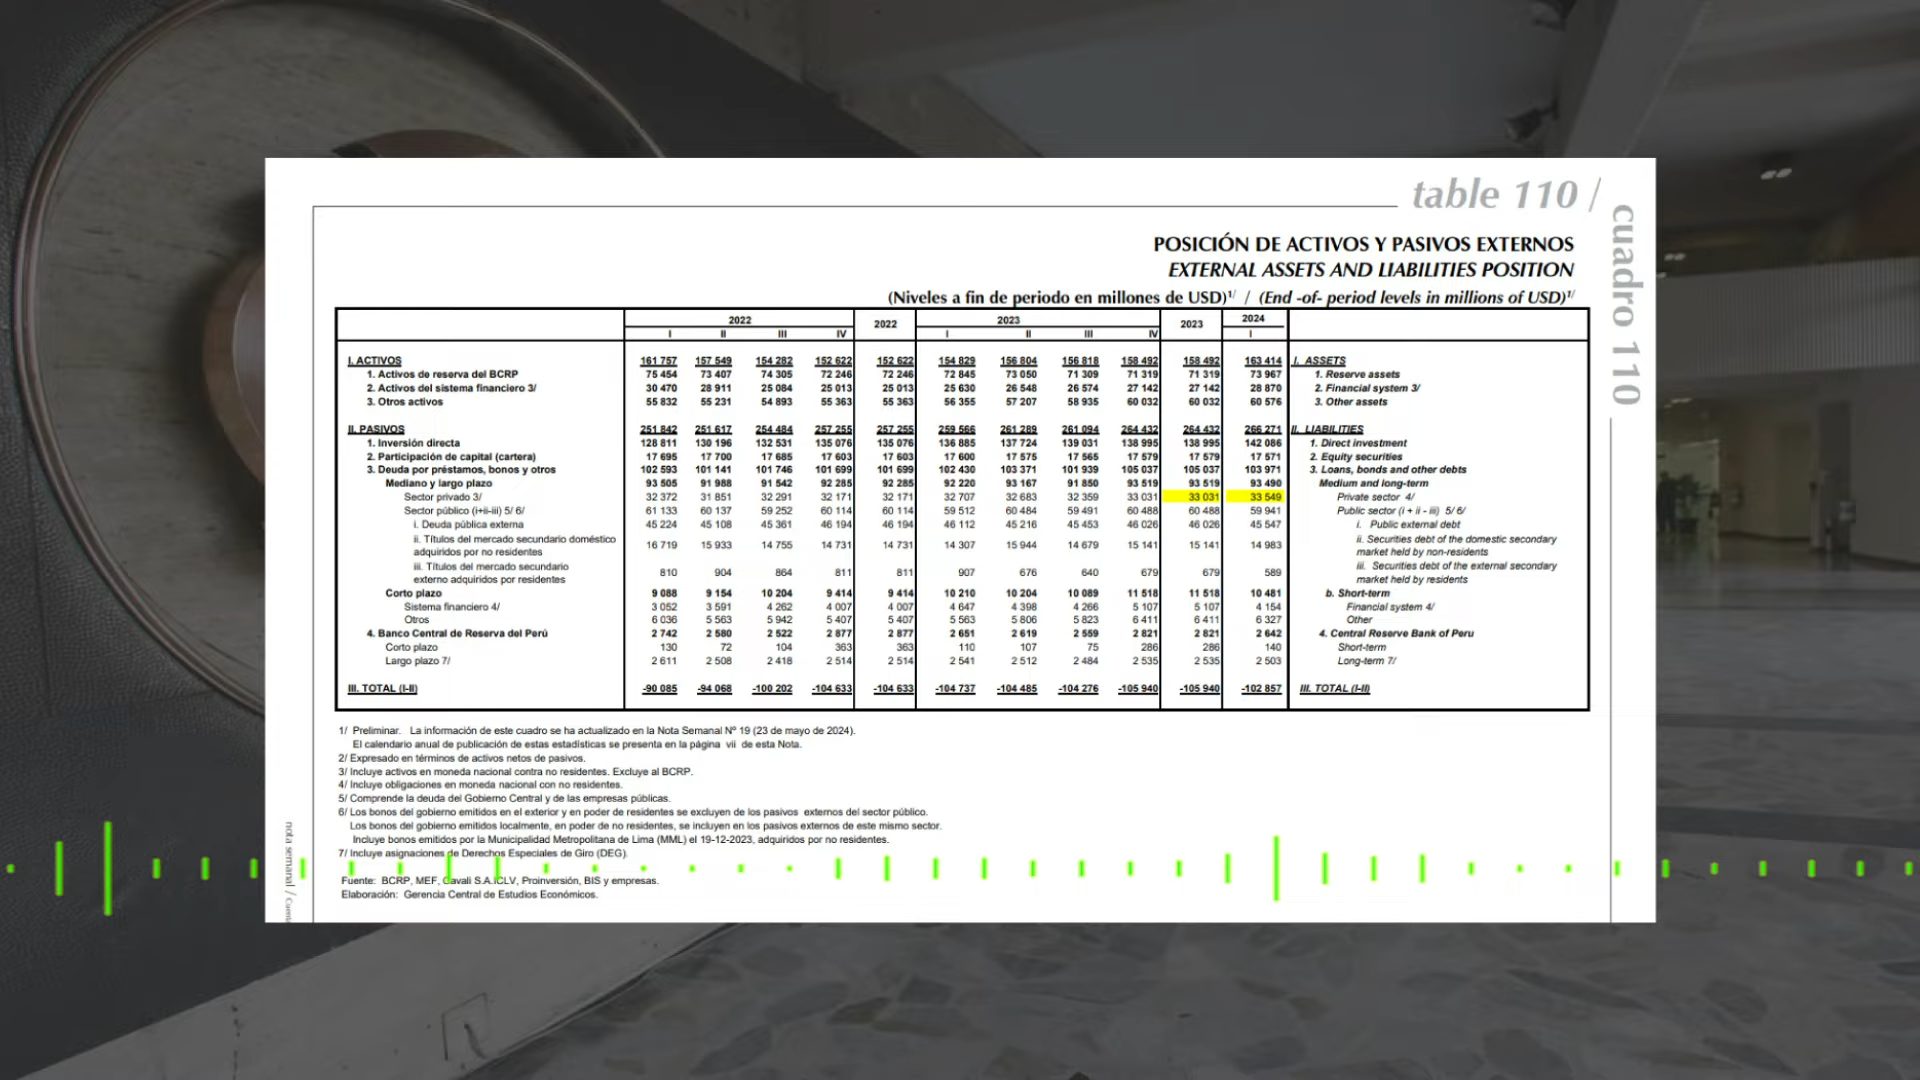 table 110 /
cuadro 110
POSICIÓN DE ACTIVOS Y PASIVOS EXTERNOS
EXTERNAL ASSETS AND LIABILITIES POSITION
(Niveles a fin de periodo en millones de USD)1/ / (End -of- period levels in millions of USD)1/
2022 2022 2023 2023 2024
I II III IV I II III IV I
I. ACTIVOS 161 757 157 549 154 282 152 622 152 622 154 829 156 804 156 818 158 492 158 492 163 414 I. ASSETS
1. Activos de reserva del BCRP 75 454 73 407 74 305 72 246 72 246 72 845 73 050 71 309 71 319 71 319 73 967 1. Reserve assets
2. Activos del sistema financiero 3/ 30 470 28 911 25 084 25 013 25 013 25 630 26 548 26 574 27 142 27 142 28 870 2. Financial system 3/
3. Otros activos 55 832 55 231 54 893 55 363 55 363 56 355 57 207 58 935 60 032 60 032 60 576 3. Other assets
II. PASIVOS 251 842 251 617 254 484 257 255 257 255 259 566 261 289 261 094 264 432 264 432 266 271 II. LIABILITIES
1. Inversión directa 128 811 130 196 132 531 135 076 135 076 136 885 137 724 139 031 138 995 138 995 142 086 1. Direct investment
2. Participación de capital (cartera) 17 695 17 700 17 685 17 603 17 603 17 600 17 575 17 565 17 579 17 579 17 571 2. Equity securities
3. Deuda por préstamos, bonos y otros 102 593 101 141 101 746 101 699 101 699 102 430 103 371 101 939 105 037 105 037 103 971 3. Loans, bonds and other debts
Mediano y largo plazo 93 505 91 988 91 542 92 285 92 285 92 220 93 167 91 850 93 519 93 519 93 490 Medium and long-term
Sector privado 3/ 32 372 31 851 32 291 32 171 32 171 32 707 32 683 32 359 33 031 33 031 33 549 Private sector 4/
Sector público (i+ii-iii) 5/ 6/ 61 133 60 137 59 252 60 114 60 114 59 512 60 484 59 491 60 488 60 488 59 941 Public sector (i + ii - iii) 5/ 6/
i. Deuda pública externa 45 224 45 108 45 361 46 194 46 194 46 112 45 216 45 453 46 026 46 026 45 547 i. Public external debt
ii. Títulos del mercado secundario doméstico ii. Securities debt of the domestic secondary
adquiridos por no residentes 16 719 15 933 14 755 14 731 14 731 14 307 15 944 14 679 15 141 15 141 14 983 market held by non-residents
iii. Títulos del mercado secundario iii. Securities debt of the external secondary
externo adquiridos por residentes 810 904 864 811 811 907 676 640 679 679 589 market held by residents
Corto plazo 9 088 9 154 10 204 9 414 9 414 10 210 10 204 10 089 11 518 11 518 10 481 b. Short-term
Sistema financiero 4/ 3 052 3 591 4 262 4 007 4 007 4 647 4 398 4 266 5 107 5 107 4 154 Financial system 4/
Otros 6 036 5 563 5 942 5 407 5 407 5 563 5 806 5 823 6 411 6 411 6 327 Other
4. Banco Central de Reserva del Perú 2 742 2 580 2 522 2 877 2 877 2 651 2 619 2 559 2 821 2 821 2 642 4. Central Reserve Bank of Peru
Corto plazo 130 72 104 363 363 110 107 75 286 286 140 Short-term
Largo plazo 7/ 2 611 2 508 2 418 2 514 2 514 2 541 2 512 2 484 2 535 2 535 2 503 Long-term 7/
III. TOTAL (I-II) -90 085 -94 068 -100 202 -104 633 -104 633 -104 737 -104 485 -104 276 -105 940 -105 940 -102 857 III. TOTAL (I-II)
1/ Preliminar. La información de este cuadro se ha actualizado en la Nota Semanal Nº 19 (23 de mayo de 2024).
El calendario anual de publicación de estas estadísticas se presenta en la página vii de esta Nota.
2/ Expresado en términos de activos netos de pasivos.
3/ Incluye activos en moneda nacional contra no residentes. Excluye al BCRP.
4/ Incluye obligaciones en moneda nacional con no residentes.
5/ Comprende la deuda del Gobierno Central y de las empresas públicas.
6/ Los bonos del gobierno emitidos en el exterior y en poder de residentes se excluyen de los pasivos externos del sector público.
Los bonos del gobierno emitidos localmente, en poder de no residentes, se incluyen en los pasivos externos de este mismo sector.
Incluye bonos emitidos por la Municipalidad Metropolitana de Lima (MML) el 19-12-2023, adquiridos por no residentes.
7/ Incluye asignaciones de Derechos Especiales de Giro (DEG).
Fuente: BCRP, MEF, Cavali S.A.ICLV, Proinversión, BIS y empresas.
Elaboración: Gerencia Central de Estudios Económicos.
nota semanal /